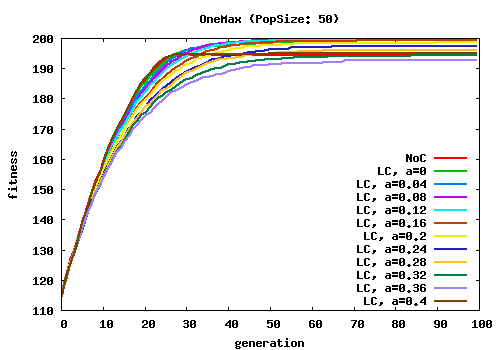 OneMax (PopSize; 50)
200
190
180
170
160
150
140
130
120
110
fitness
NoC
LC, a=0
LC, a=0.04
LC, a=0.08
LC, a=0.12
LC, a=0.16
LC, a=0.2
LC, a=0.24
LC, a=0.28
LC, a=0.32
LC, a=0.36
LC, a=0.4
0 10 20 30 40 50 60 70 80 90 100
generation